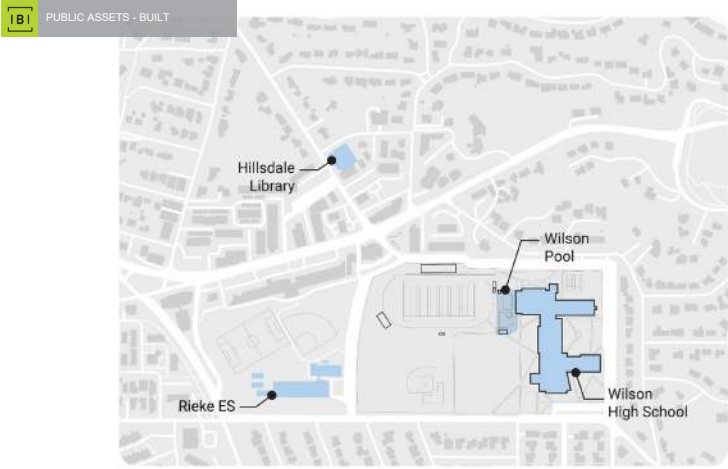 IBI
PUBLIC ASSETS - BUILT
Hillsdale
Library
Wilson
Pool
Rieke ES
Wilson
High School